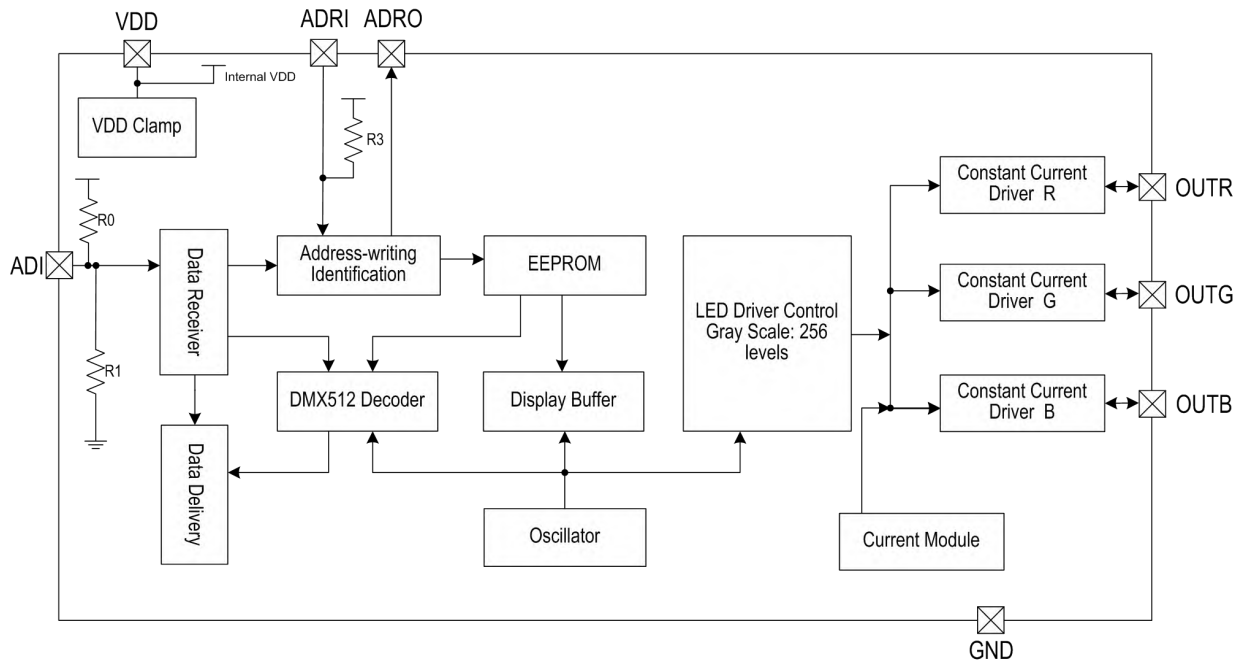 VDD
ADRI
ADRO
Internal VDD
VDD Clamp
R3
R0
ADI
R1
Data Receiver
Address-writing
Identification
EEPROM
LED Driver Control
Gray Scale: 256
levels
Constant Current
Driver R
OUTR
Constant Current
Driver G
OUTG
Constant Current
Driver B
OUTB
DMX512 Decoder
Display Buffer
Data Delivery
Oscillator
Current Module
GND